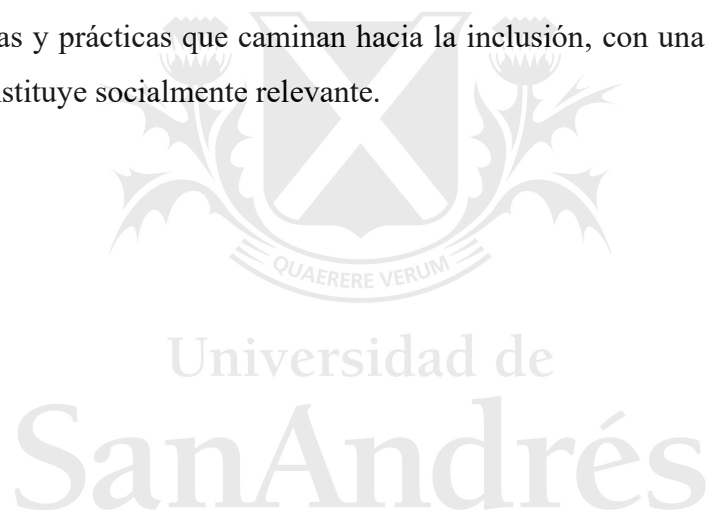 as y prácticas que caminan hacia la inclusión, con una
stituye socialmente relevante.
QUAERERE VERUM
Universidad de
SanAndrés